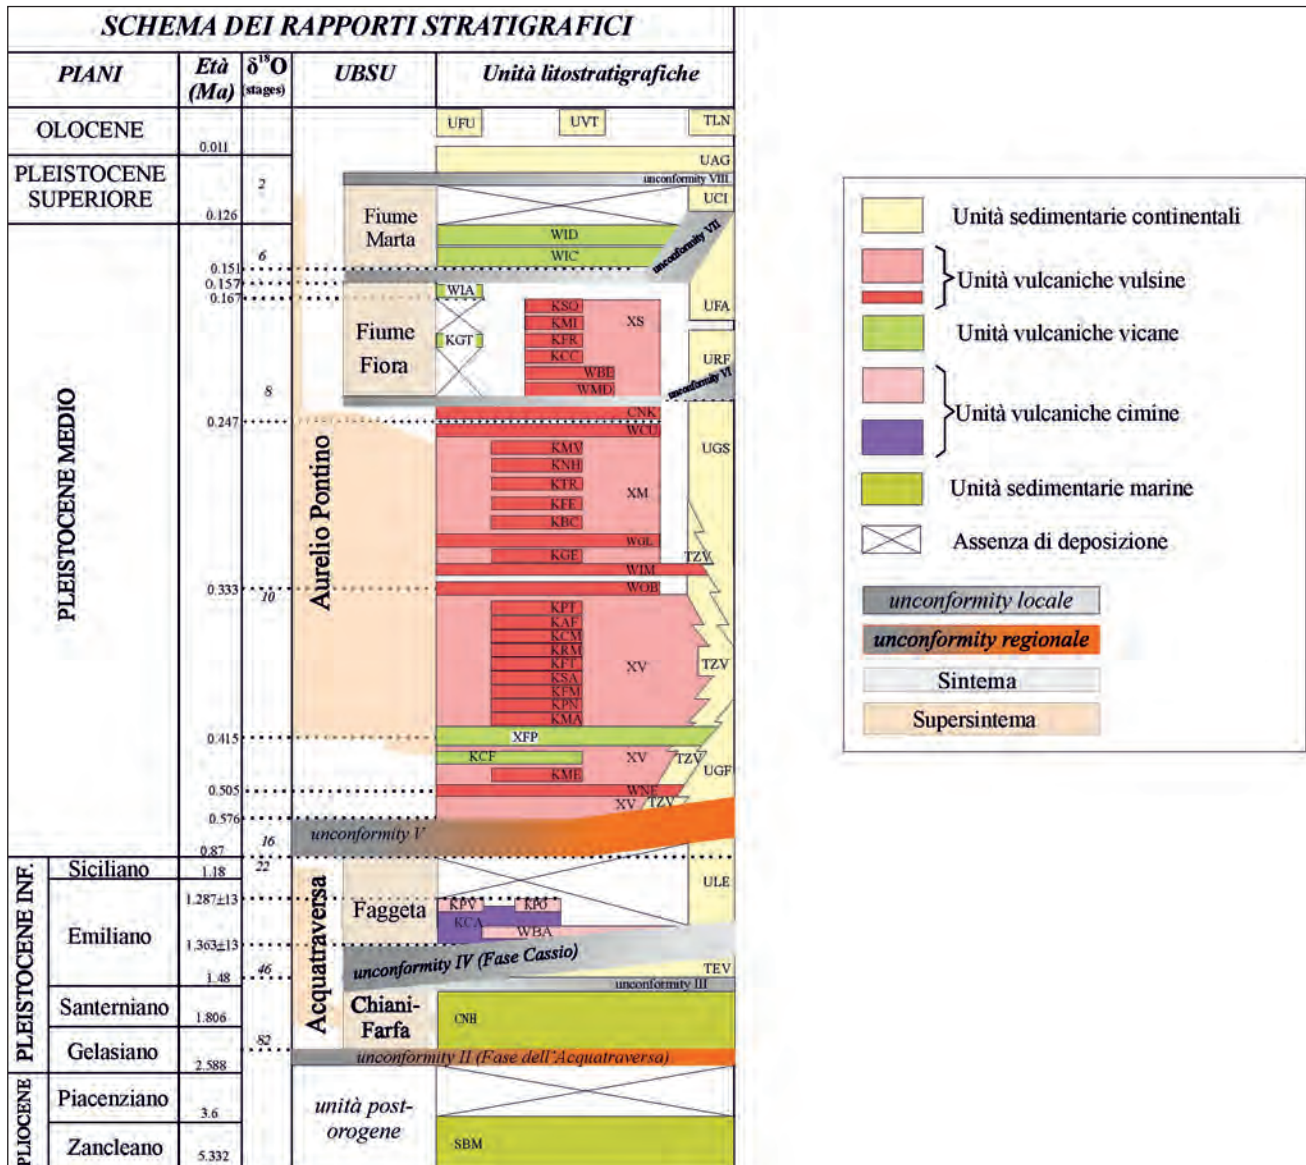 SCHEMA DEI RAPPORTI STRATIGRAFICI
PIANI
Età
(Ma)
δ¹⁸O
(stages)
UBSU
Unità litostratigrafiche
OLOCENE
0.011
UFU
UVT
TLN
UAG
PLEISTOCENE
SUPERIORE
2
unconformity VIII
UCI
0.126
Fiume
Marta
WID
WIC
unconformity VII
6
0.151
0.157
0.167
WIA
UFA
Fiume
Fiora
KGT
KSO
KMI
KFR
KCC
WBE
WMD
XS
URF
unconformity VI
8
CNK
0.247
WCU
PLEISTOCENE MEDIO
Aurelio Pontino
KMV
KNH
KTR
KFE
KBC
XM
UGS
WGL
KGE
TZV
WIM
0.333
10
WOB
KPT
KAF
KCM
KRM
KFT
KSA
KFM
KPN
KMA
XV
TZV
0.415
XFP
KCF
XV
TZV
UGF
KME
0.505
WNE
XV
TZV
0.576
unconformity V
16
0.87
PLEISTOCENE INF.
Siciliano
1.18
22
Acquatraversa
Faggeta
ULE
1.287±13
KPV
KPO
KCA
WBA
Emiliano
1.363±13
unconformity IV (Fase Cassio)
46
1.48
TEV
unconformity III
Santerniano
1.806
Chiani-
Farfa
CNH
Gelasiano
82
2.588
unconformity II (Fase dell'Acquatraversa)
PLIOCENE
Piacenziano
3.6
unità post-
orogene
Zancleano
5.332
SBM
Unità sedimentarie continentali
Unità vulcaniche vulsine
Unità vulcaniche vicane
Unità vulcaniche cimine
Unità sedimentarie marine
Assenza di deposizione
unconformity locale
unconformity regionale
Sintema
Supersintema